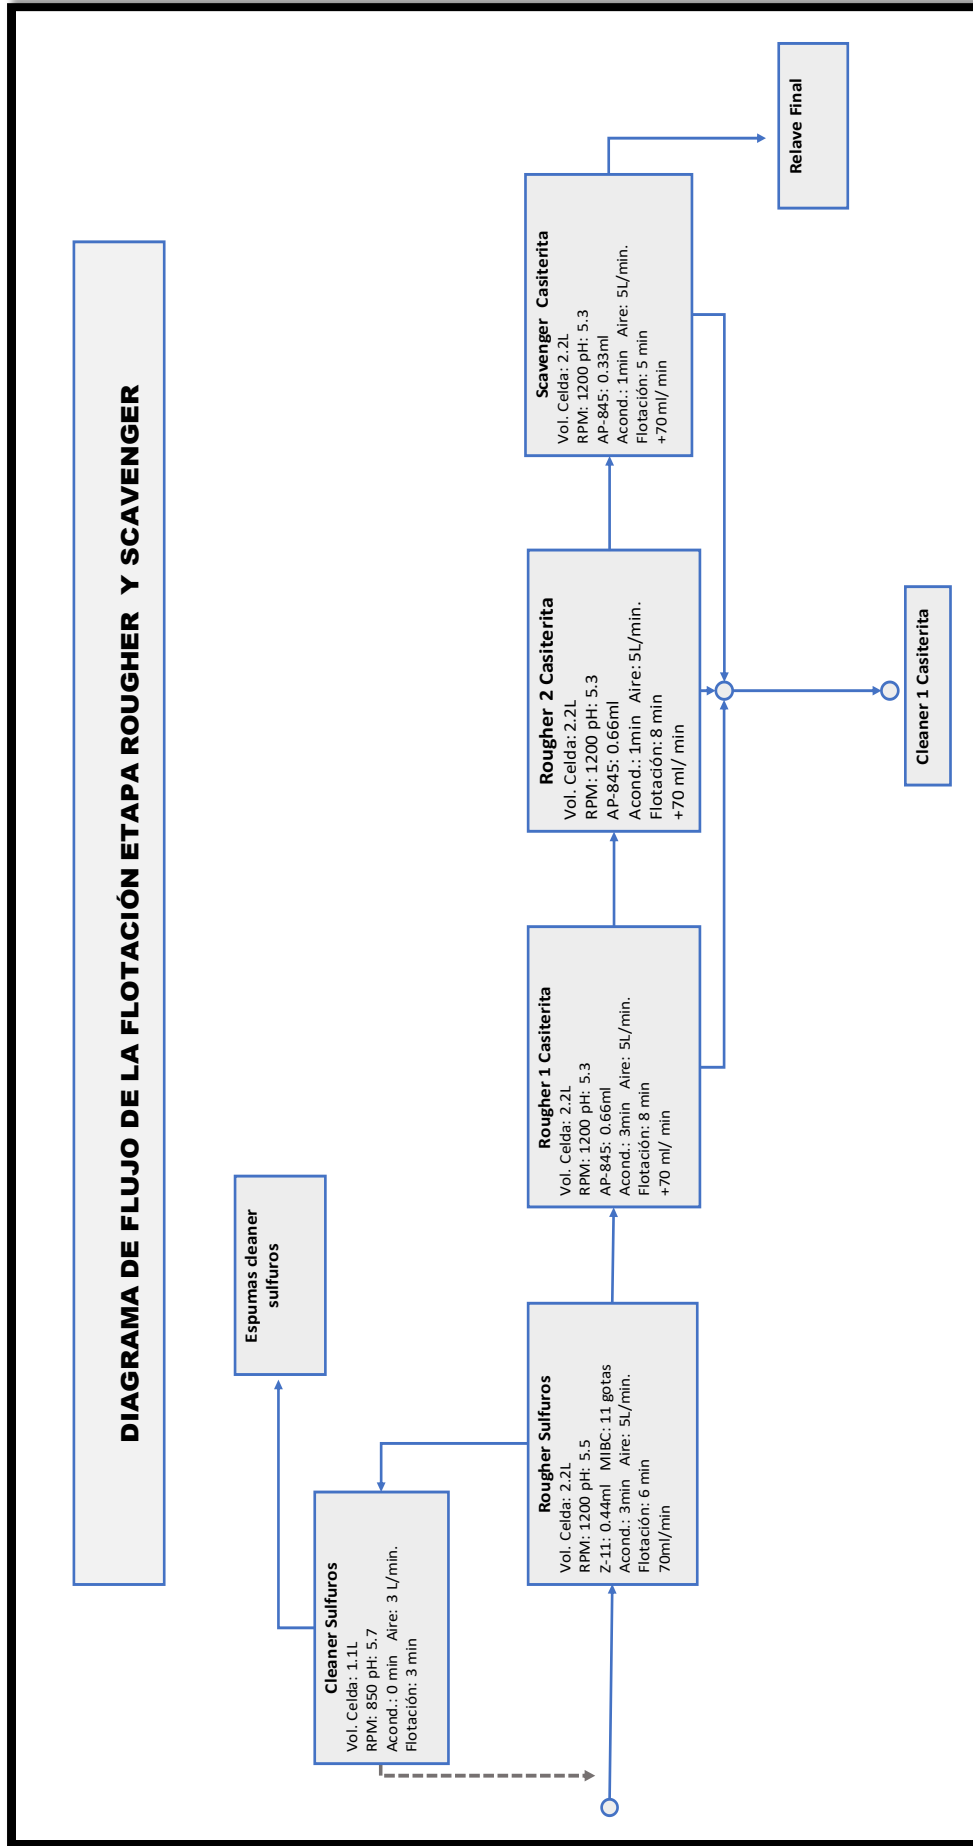 DIAGRAMA DE FLUJO DE LA FLOTACIÓN ETAPA ROUGHER Y SCAVENGER
Espumas cleaner
sulfuros
Cleaner Sulfuros
Vol. Celda: 1.1L
RPM: 850 pH: 5.7
Acond.: 0 min Aire: 3 L/min.
Flotación: 3 min
Rougher Sulfuros
Vol. Celda: 2.2L
RPM: 1200 pH: 5.5
Z-11: 0.44ml MIBC: 11 gotas
Acond.: 3min Aire: 5L/min.
Flotación: 6 min
70ml/min
Rougher 1 Casiterita
Vol. Celda: 2.2L
RPM: 1200 pH: 5.3
AP-845: 0.66ml
Acond.: 3min Aire: 5L/min.
Flotación: 8 min
+70 ml/ min
Rougher 2 Casiterita
Vol. Celda: 2.2L
RPM: 1200 pH: 5.3
AP-845: 0.66ml
Acond.: 1min Aire: 5L/min.
Flotación: 8 min
+70 ml/ min
Scavenger Casiterita
Vol. Celda: 2.2L
RPM: 1200 pH: 5.3
AP-845: 0.33ml
Acond.: 1min Aire: 5L/min.
Flotación: 5 min
+70 ml/ min
Relave Final
Cleaner 1 Casiterita